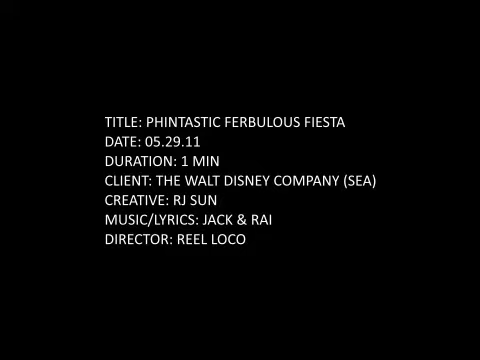 TITLE: PHINTASTIC FERBULOUS FIESTA
DATE: 05.29.11
DURATION: 1 MIN
CLIENT: THE WALT DISNEY COMPANY (SEA)
CREATIVE: RJ SUN
MUSIC/LYRICS: JACK & RAI
DIRECTOR: REEL LOCO